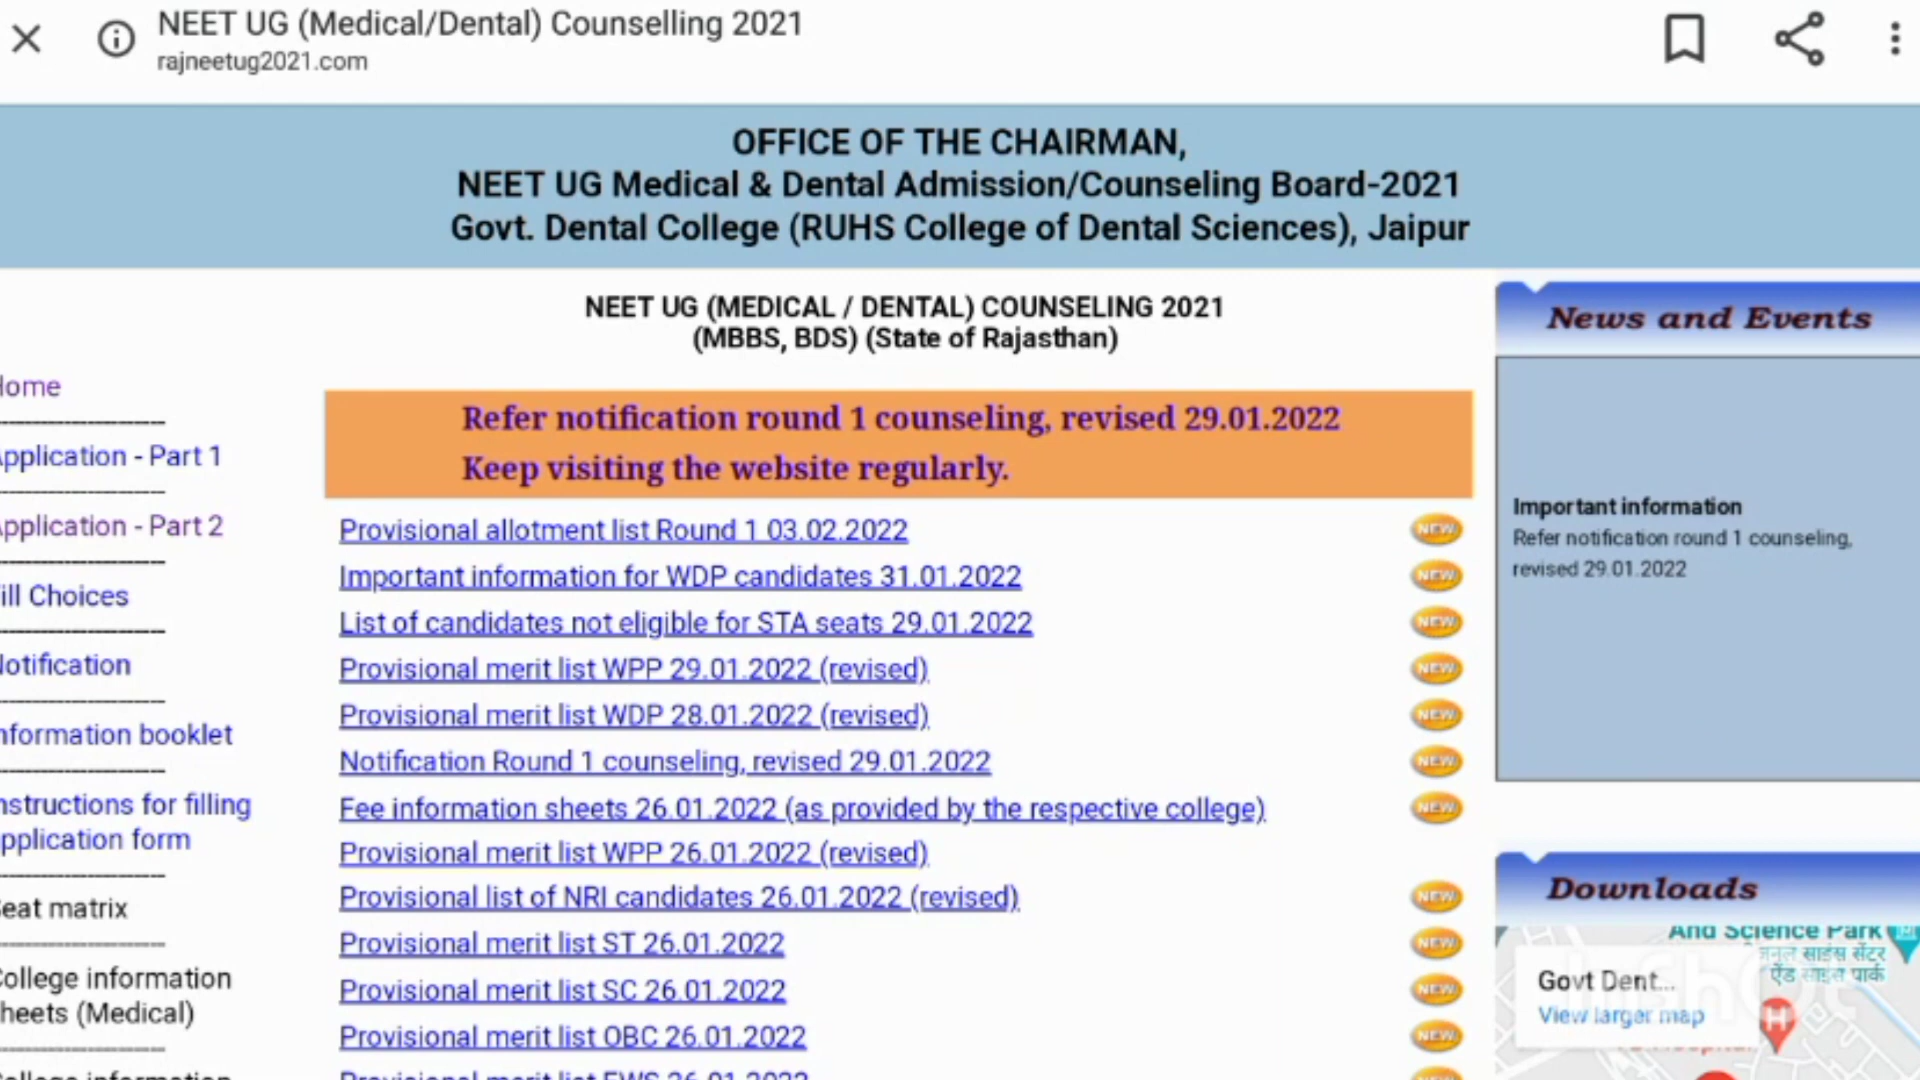 NEET UG (Medical/Dental) Counselling 2021
rajneetug2021.com
OFFICE OF THE CHAIRMAN,
NEET UG Medical & Dental Admission/Counseling Board-2021
Govt. Dental College (RUHS College of Dental Sciences), Jaipur
NEET UG (MEDICAL / DENTAL) COUNSELING 2021
(MBBS, BDS) (State of Rajasthan)
ome
pplication - Part 1
pplication - Part 2
ill Choices
otification
nformation booklet
nstructions for filling
pplication form
eat matrix
ollege information
heets (Medical)
Refer notification round 1 counseling, revised 29.01.2022
Keep visiting the website regularly.
Provisional allotment list Round 1 03.02.2022 NEW
Important information for WDP candidates 31.01.2022 NEW
List of candidates not eligible for STA seats 29.01.2022 NEW
Provisional merit list WPP 29.01.2022 (revised) NEW
Provisional merit list WDP 28.01.2022 (revised) NEW
Notification Round 1 counseling, revised 29.01.2022 NEW
Fee information sheets 26.01.2022 (as provided by the respective college) NEW
Provisional merit list WPP 26.01.2022 (revised)
Provisional list of NRI candidates 26.01.2022 (revised) NEW
Provisional merit list ST 26.01.2022 NEW
Provisional merit list SC 26.01.2022 NEW
Provisional merit list OBC 26.01.2022 NEW
Provisional merit list EWS 26.01.2022
News and Events
Important information
Refer notification round 1 counseling,
revised 29.01.2022
Downloads
And Science Park
साइंस सेंटर
ऐंड साइंस पार्क
Govt Dent...
View larger map
H